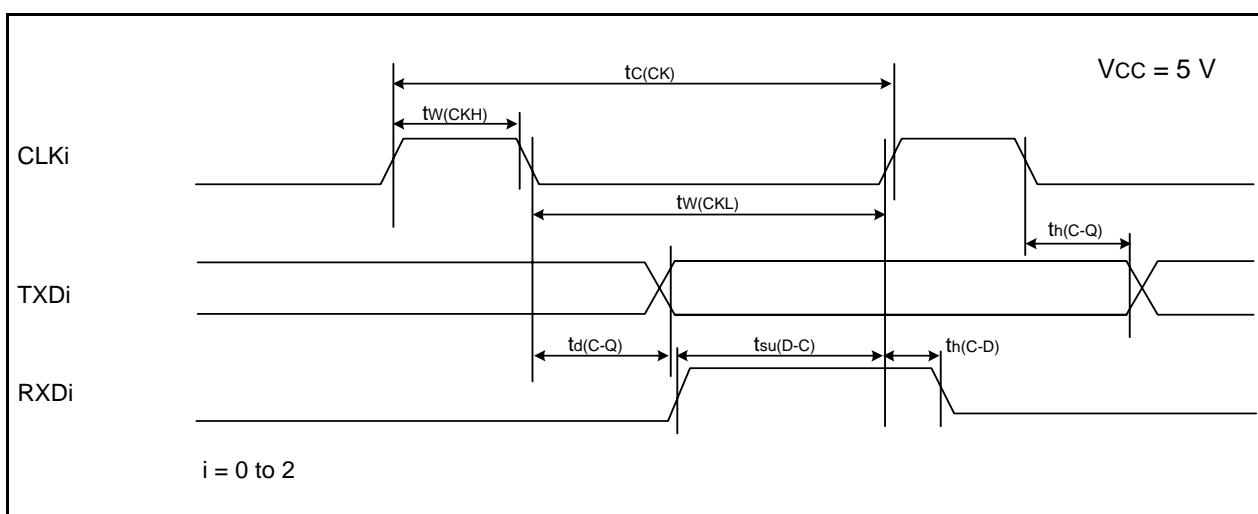 tC(CK)
VCC = 5 V
tW(CKH)
CLKi
tW(CKL)
th(C-Q)
TXDi
td(C-Q)
tsu(D-C)
th(C-D)
RXDi
i = 0 to 2